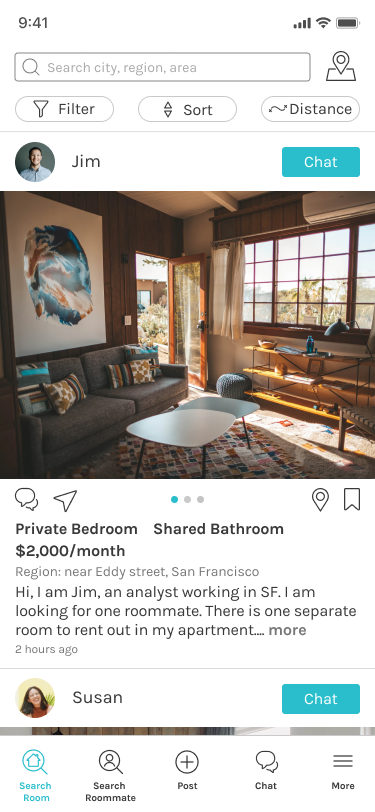 9:41
Search city, region, area
Filter
Sort
Distance
Jim
Chat
Private Bedroom Shared Bathroom
$2,000/month
Region: near Eddy street, San Francisco
Hi, I am Jim, an analyst working in SF. I am
looking for one roommate. There is one separate
room to rent out in my apartment.... more
2 hours ago
Susan
Chat
Search
Room
Search
Roommate
Post
Chat
More